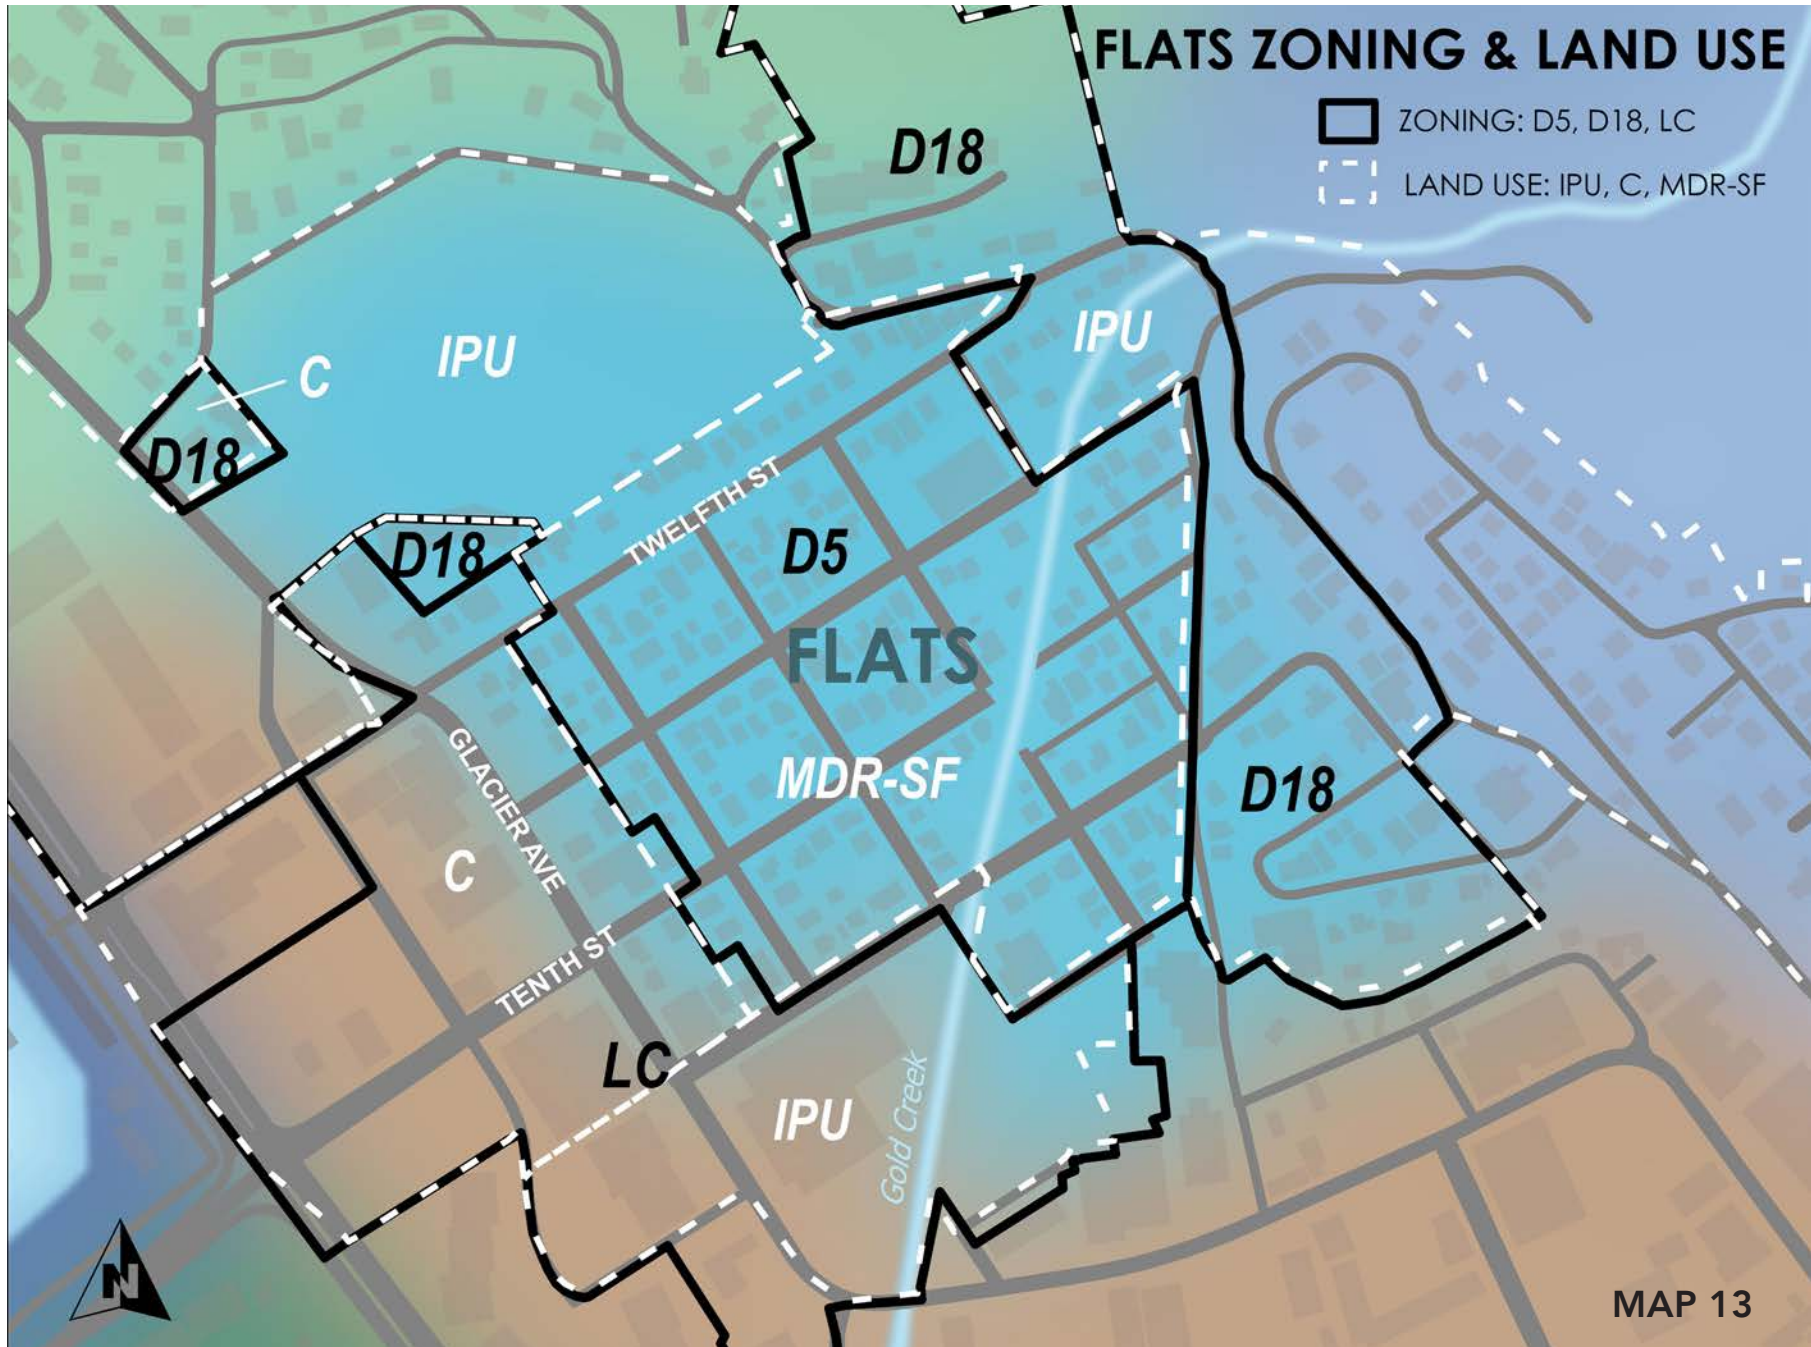 FLATS ZONING & LAND USE
ZONING: D5, D18, LC
LAND USE: IPU, C, MDR-SF
D18
IPU
IPU
C
D18
TWELFTH ST
D18
D5
FLATS
MDR-SF
D18
GLACIER AVE
C
TENTH ST
LC
IPU
Gold Creek
N
MAP 13